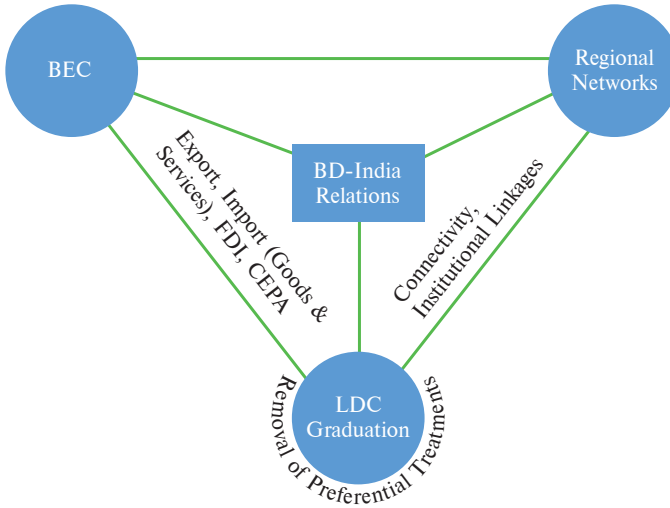 BEC
Regional
Networks
BD-India
Relations
Export, Import (Goods &
Services), FDI, CEPA
Connectivity,
Institutional Linkages
LDC
Graduation
Removal of Preferential Treatments